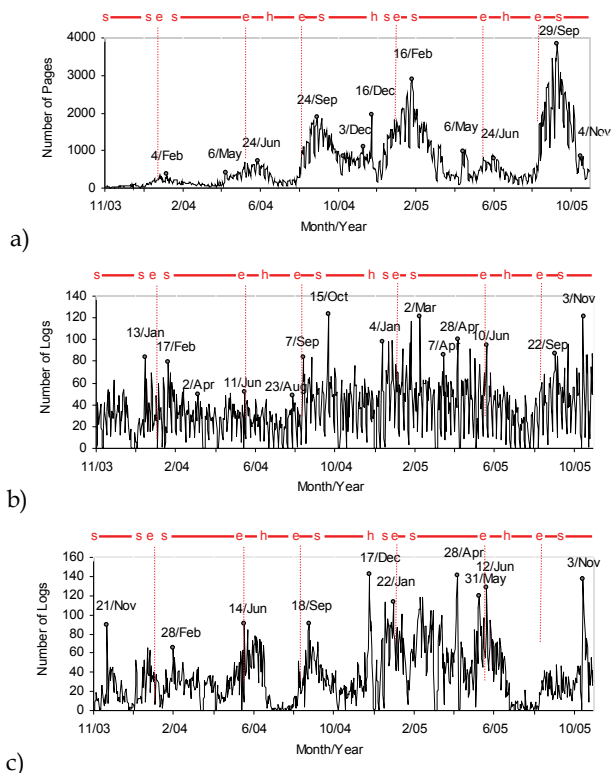 s s e s e h e s h s e s e h e s
Number of Pages
4000
3000
2000
1000
0
4/Feb
6/May
24/Jun
24/Sep
3/Dec
16/Dec
16/Feb
6/May
24/Jun
29/Sep
4/Nov
11/03 2/04 6/04 10/04 2/05 6/05 10/05
Month/Year
a)
s s e s e h e s h s e s e h e s
Number of Logs
140
120
100
80
60
40
20
0
13/Jan
17/Feb
2/Apr
11/Jun
23/Aug
7/Sep
15/Oct
4/Jan
2/Mar
7/Apr
28/Apr
10/Jun
22/Sep
3/Nov
11/03 2/04 6/04 10/04 2/05 6/05 10/05
Month/Year
b)
s s e s e h e s h s e s e h e s
Number of Logs
160
140
120
100
80
60
40
20
0
21/Nov
28/Feb
14/Jun
18/Sep
17/Dec
22/Jan
28/Apr
12/Jun
31/May
3/Nov
11/03 2/04 6/04 10/04 2/05 6/05 10/05
Month/Year
c)